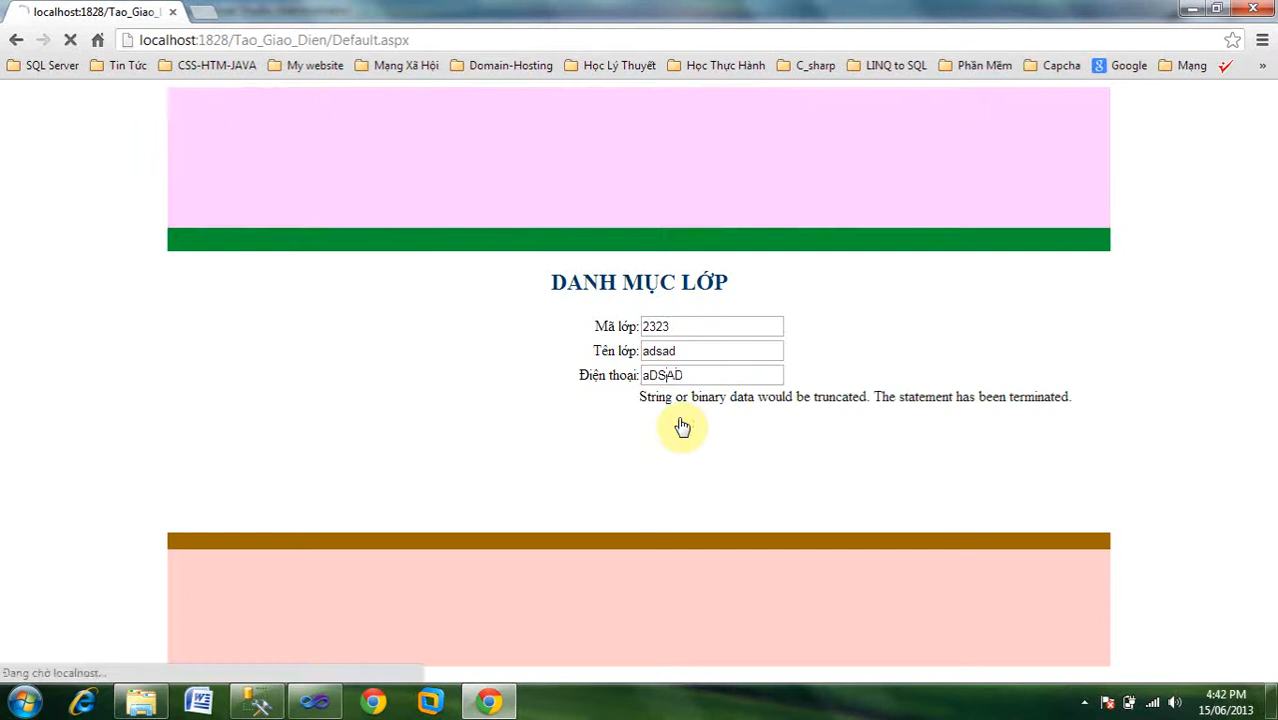 localhost:1828/Tao_Giao_
localhost:1828/Tao_Giao_Dien/Default.aspx
SQL Server Tin Tức CSS-HTM-JAVA My website Mạng Xã Hội Domain-Hosting Học Lý Thuyết Học Thực Hành C_sharp LINQ to SQL Phần Mềm Capcha Google Mạng »
DANH MỤC LỚP
Mã lớp: 2323
Tên lớp: adsad
Điện thoại: aDSAD
String or binary data would be truncated. The statement has been terminated.
Đang chờ localhost...
4:42 PM
15/06/2013